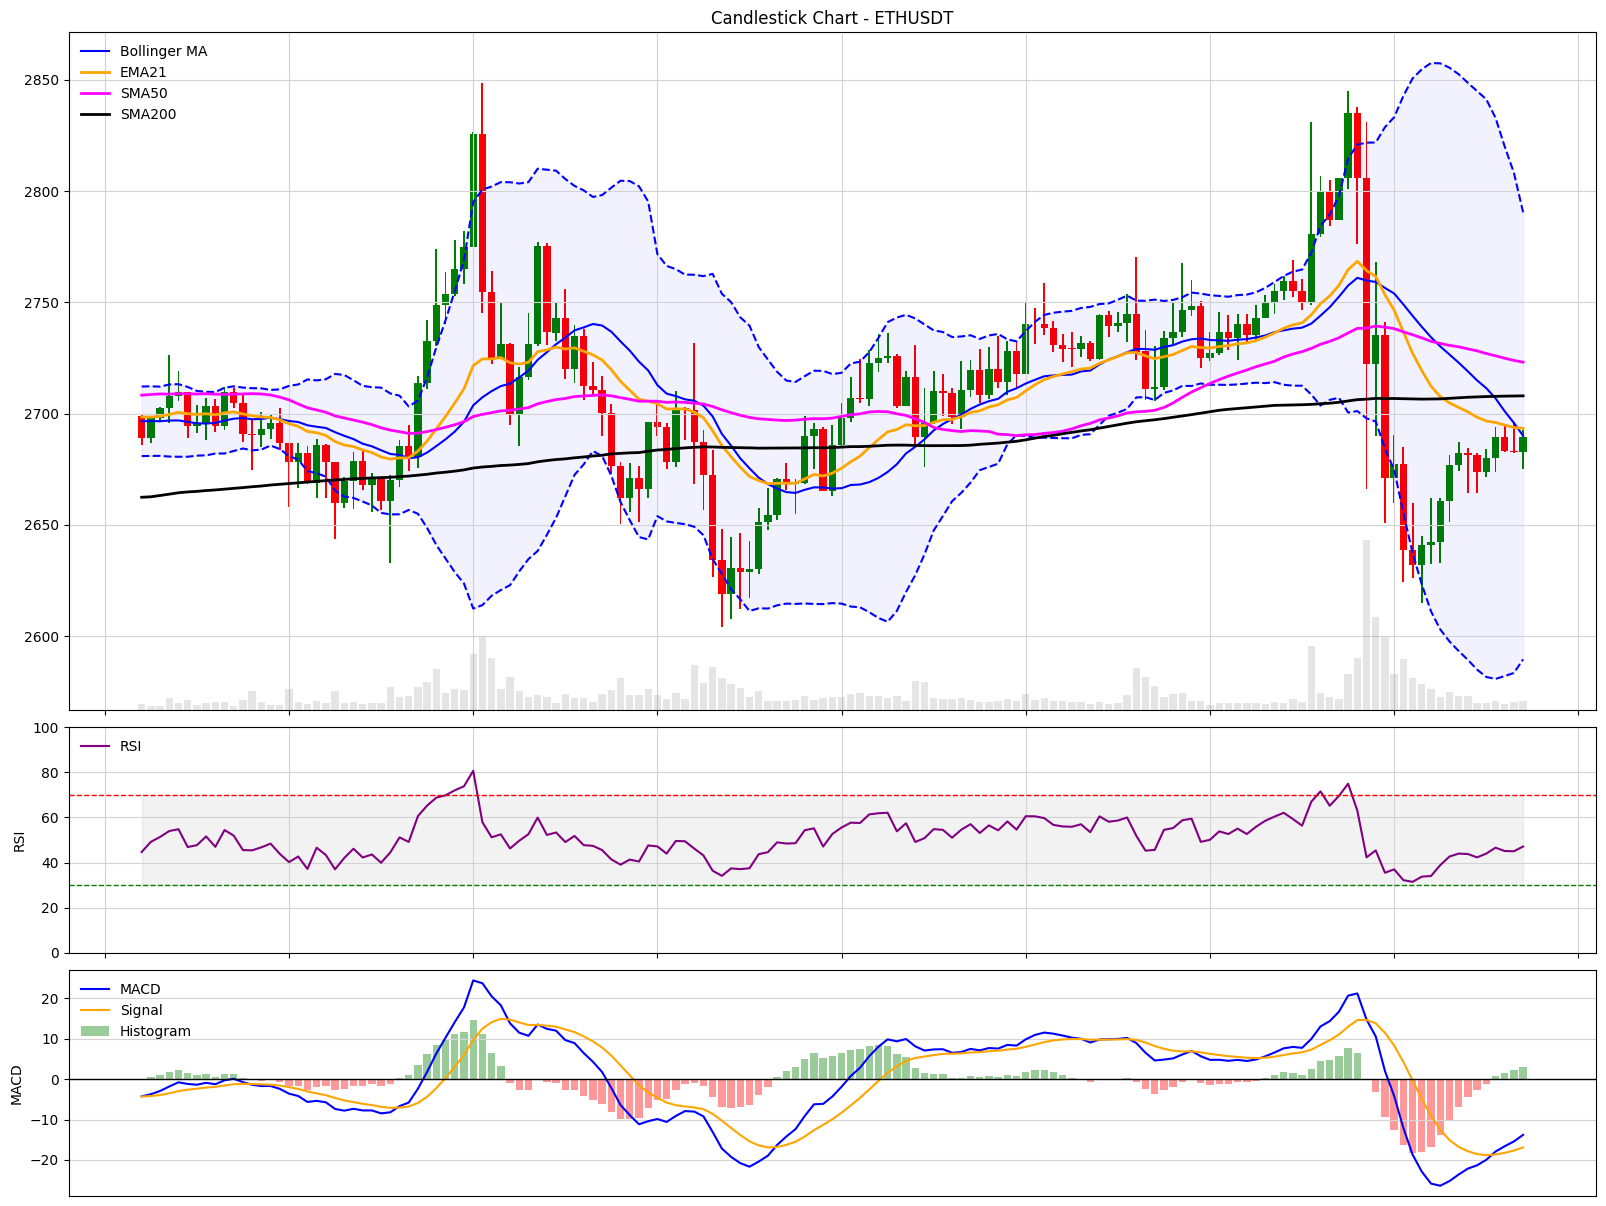 Candlestick Chart - ETHUSDT
Bollinger MA
EMA21
SMA50
SMA200
2850
2800
2750
2700
2650
2600
RSI
100
80
60
40
20
0
RSI
MACD
Signal
Histogram
20
10
0
−10
−20
MACD